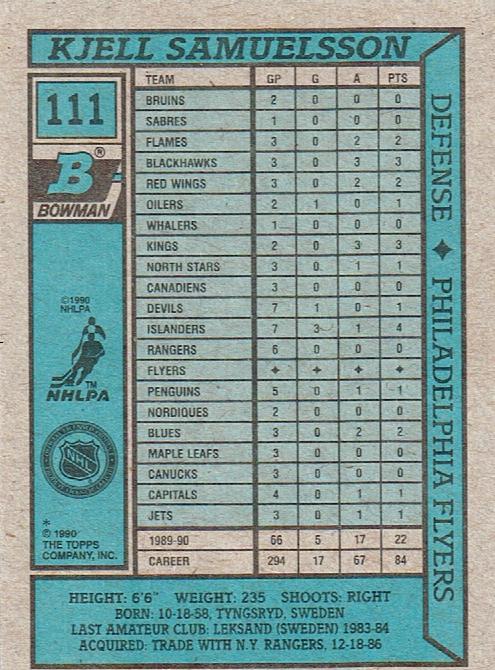 KJELL SAMUELSSON
111
B®
BOWMAN
©1990
NHLPA
TM
NHLPA
NHL
*
© 1990
THE TOPPS
COMPANY, INC.
TEAM GP G A PTS
BRUINS 2 0 0 0
SABRES 1 0 0 0
FLAMES 3 0 2 2
BLACKHAWKS 3 0 3 3
RED WINGS 3 0 2 2
OILERS 2 1 0 1
WHALERS 1 0 0 0
KINGS 2 0 3 3
NORTH STARS 3 0 1 1
CANADIENS 3 0 0 0
DEVILS 7 1 0 1
ISLANDERS 7 3 1 4
RANGERS 6 0 0 0
FLYERS ✦ ✦ ✦ ✦
PENGUINS 5 0 1 1
NORDIQUES 2 0 0 0
BLUES 3 0 2 2
MAPLE LEAFS 3 0 0 0
CANUCKS 3 0 0 0
CAPITALS 4 0 1 1
JETS 3 0 1 1
1989-90 66 5 17 22
CAREER 294 17 67 84
DEFENSE ✦ PHILADELPHIA FLYERS
HEIGHT: 6'6" WEIGHT: 235 SHOOTS: RIGHT
BORN: 10-18-58, TYNGSRYD, SWEDEN
LAST AMATEUR CLUB: LEKSAND (SWEDEN) 1983-84
ACQUIRED: TRADE WITH N.Y. RANGERS, 12-18-86